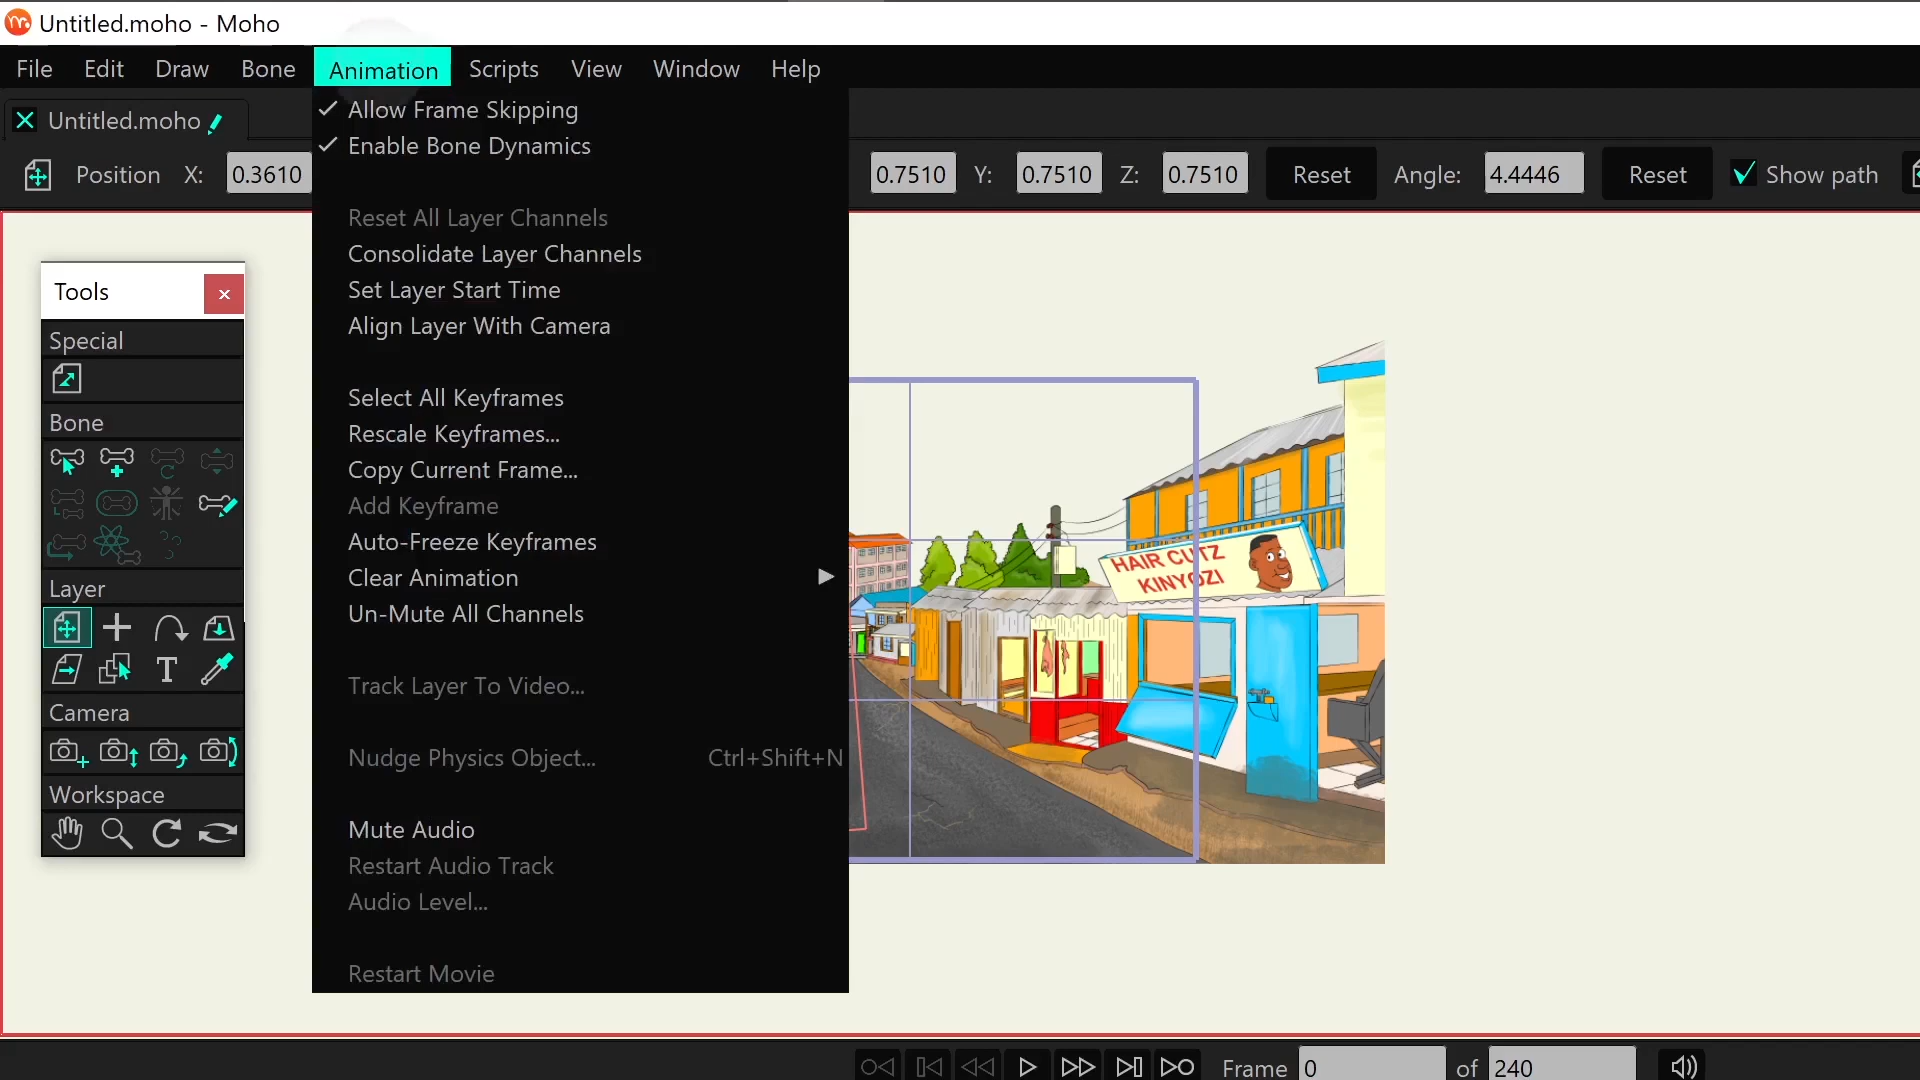 Untitled.moho - Moho
File Edit Draw Bone Animation Scripts View Window Help
Untitled.moho
Position X: 0.3610 0.7510 Y: 0.7510 Z: 0.7510 Reset Angle: 4.4446 Reset Show path
Allow Frame Skipping
Enable Bone Dynamics
Reset All Layer Channels
Consolidate Layer Channels
Set Layer Start Time
Align Layer With Camera
Select All Keyframes
Rescale Keyframes...
Copy Current Frame...
Add Keyframe
Auto-Freeze Keyframes
Clear Animation
Un-Mute All Channels
Track Layer To Video...
Nudge Physics Object... Ctrl+Shift+N
Mute Audio
Restart Audio Track
Audio Level...
Restart Movie
Tools
Special
Bone
Layer
T
Camera
Workspace
HAIR CUTZ
KINYOZI
Frame 0 of 240